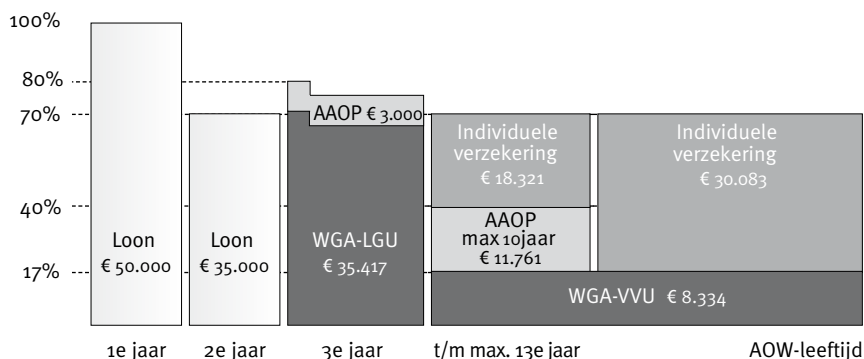 100%
80%
70%
40%
17%
Loon
€ 50.000
Loon
€ 35.000
AAOP € 3.000
WGA-LGU
€ 35.417
Individuele
verzekering
€ 18.321
AAOP
max 10jaar
€ 11.761
Individuele
verzekering
€ 30.083
WGA-VVU € 8.334
1e jaar
2e jaar
3e jaar
t/m max. 13e jaar
AOW-leeftijd